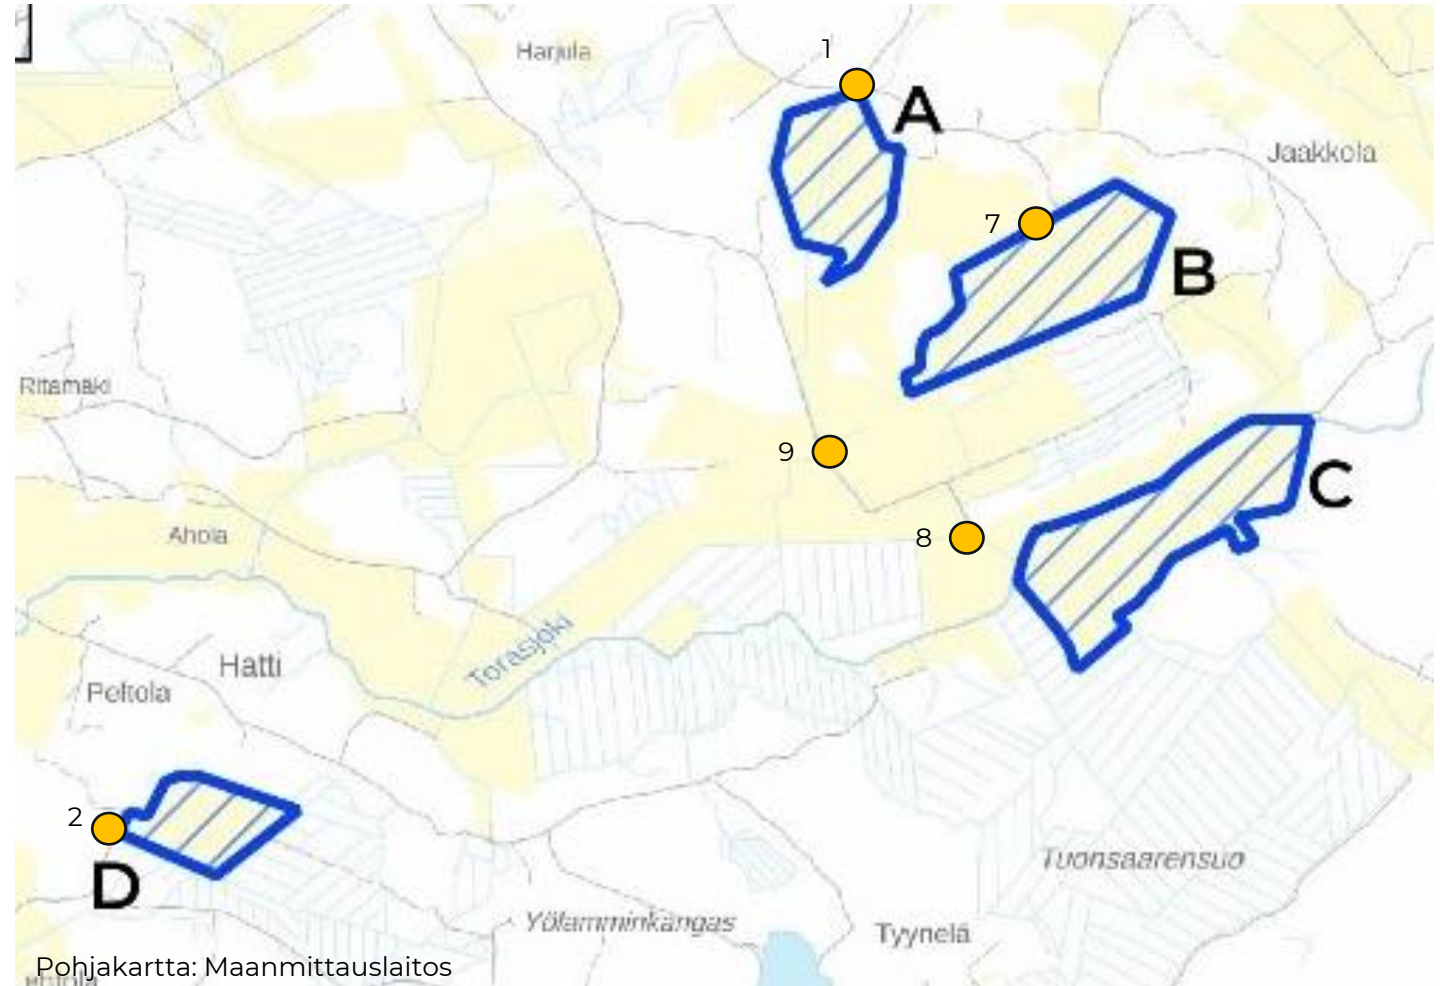 Harjula
1
A
Jaakkola
7
B
Ritamäki
9
C
8
Ahola
Torasjoki
Hatti
Peltola
2
D
Tuonsaarensuo
Yölamminkangas
Tyynelä
Pohjakartta: Maanmittauslaitos